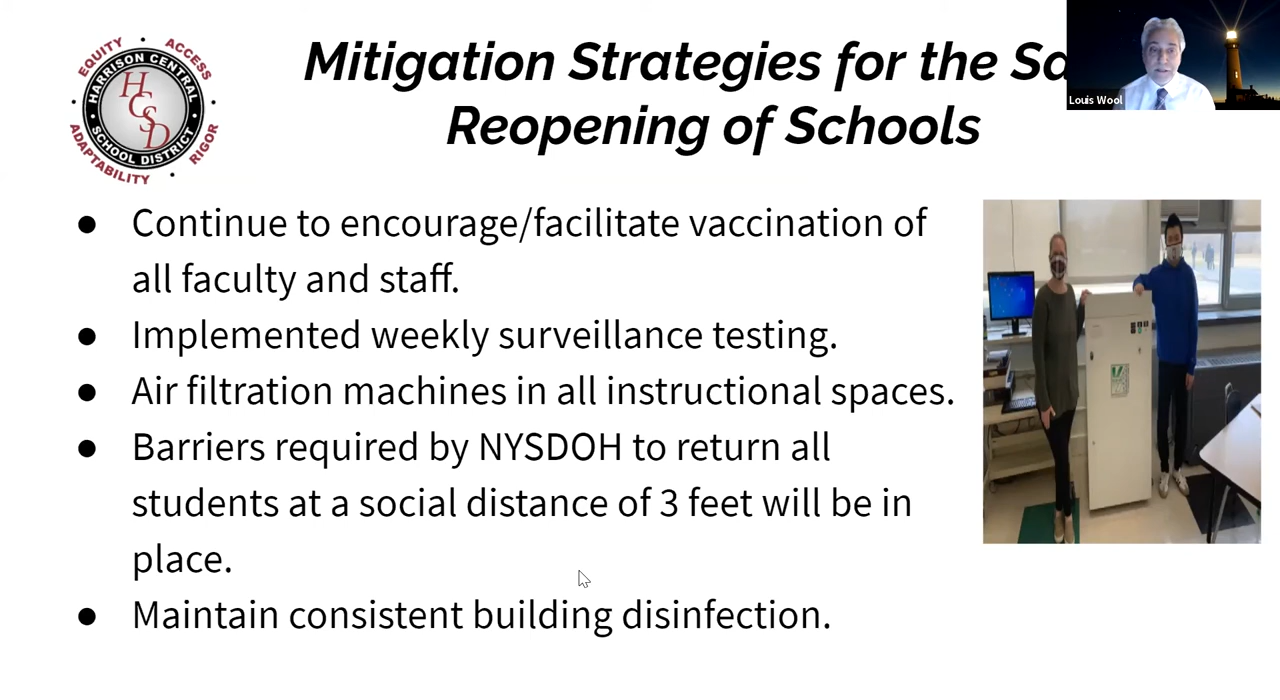 EQUITY · ACCESS
HARRISON CENTRAL
HCSD
SCHOOL DISTRICT
ADAPTABILITY · RIGOR
Mitigation Strategies for the Sa
Reopening of Schools
Louis Wool
● Continue to encourage/facilitate vaccination of
all faculty and staff.
● Implemented weekly surveillance testing.
● Air filtration machines in all instructional spaces.
● Barriers required by NYSDOH to return all
students at a social distance of 3 feet will be in
place.
● Maintain consistent building disinfection.